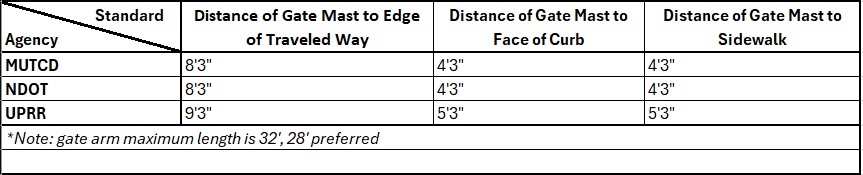 Standard
Agency
Distance of Gate Mast to Edge
of Traveled Way
Distance of Gate Mast to
Face of Curb
Distance of Gate Mast to
Sidewalk
MUTCD 8'3" 4'3" 4'3"
NDOT 8'3" 4'3" 4'3"
UPRR 9'3" 5'3" 5'3"
*Note: gate arm maximum length is 32', 28' preferred